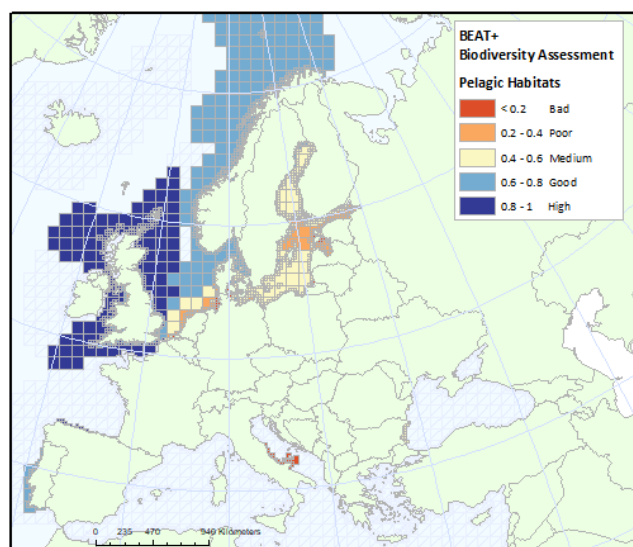 BEAT+
Biodiversity Assessment
Pelagic Habitats
< 0.2 Bad
0.2 - 0.4 Poor
0.4 - 0.6 Medium
0.6 - 0.8 Good
0.8 - 1 High
0 235 470 940 Kilometers